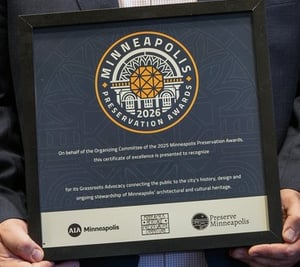 MINNEAPOLIS
PRESERVATION AWARDS
2026
On behalf of the Organizing Committee of the 2025 Minneapolis Preservation Awards,
this certificate of excellence is presented to recognize
for its Grassroots Advocacy connecting the public to the city's history, design and
ongoing stewardship of Minneapolis' architectural and cultural heritage.
AIA Minneapolis
Preserve
Minneapolis